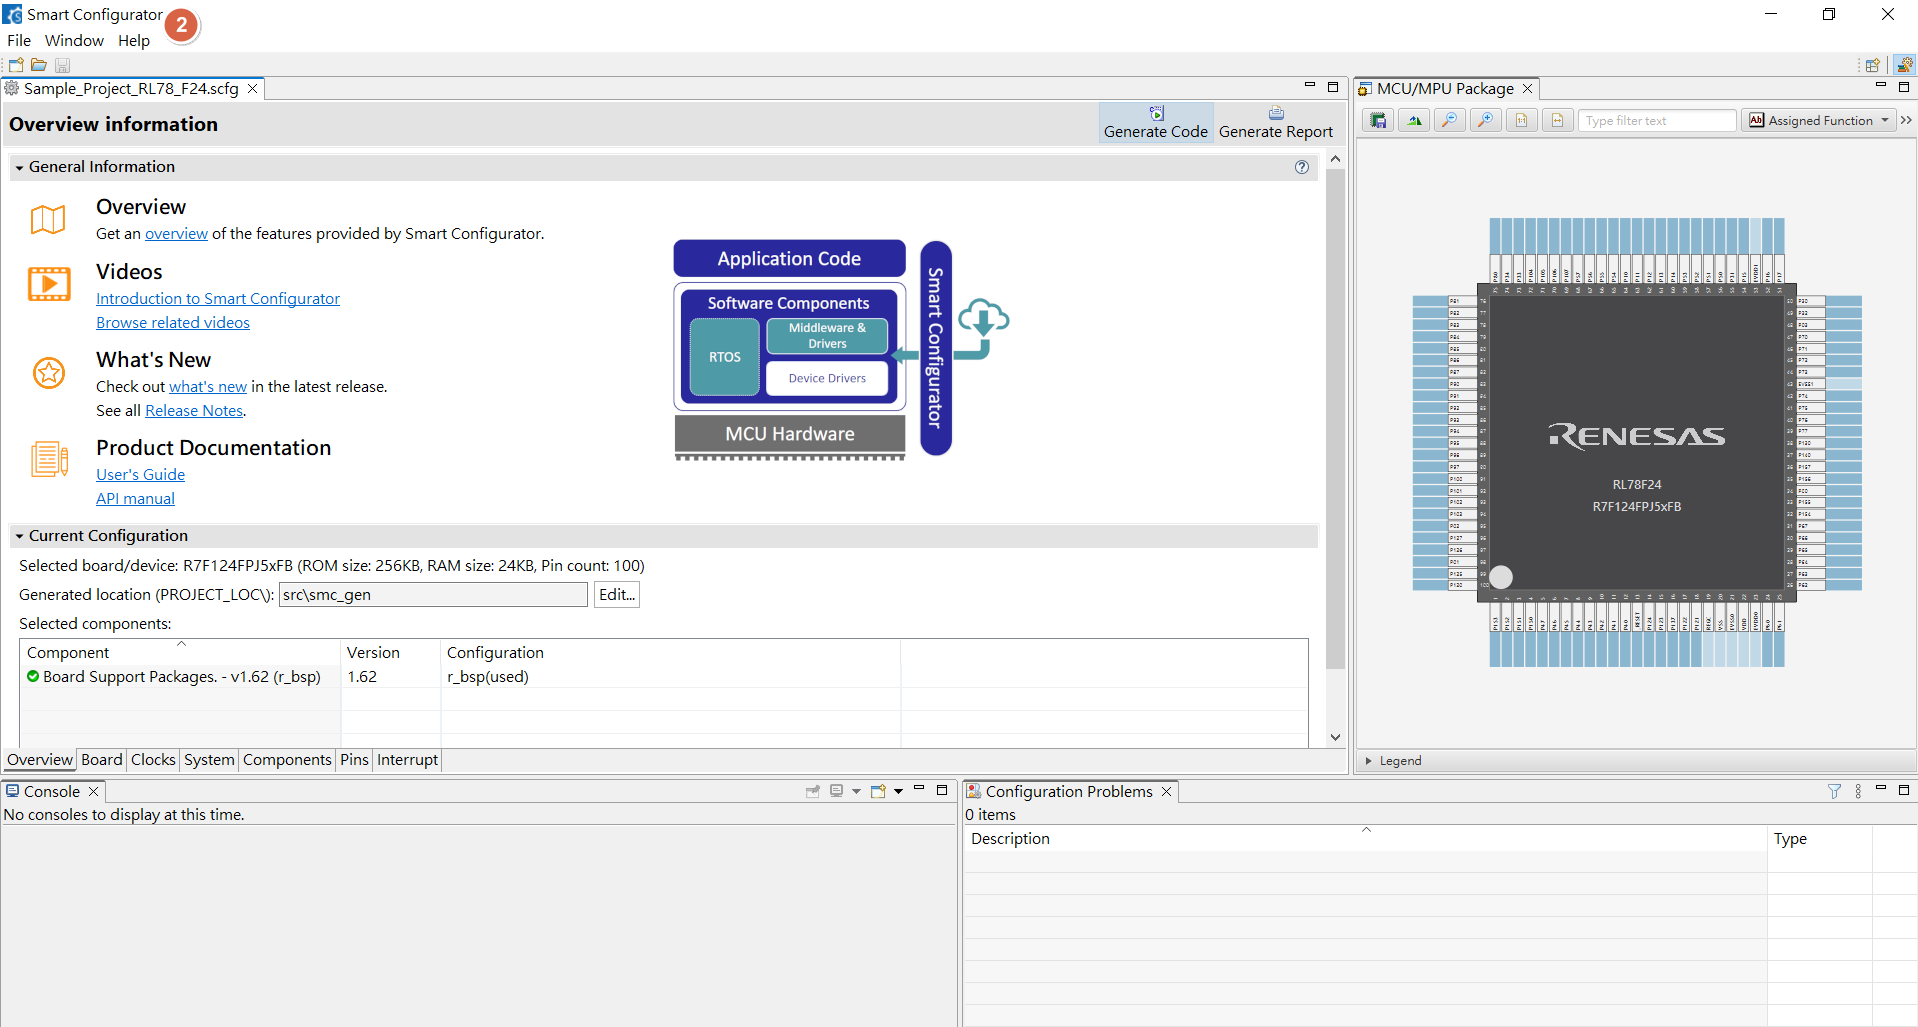 Smart Configurator
2
File Window Help
Sample_Project_RL78_F24.scfg
Overview information
Generate Code
Generate Report
General Information
Overview
Get an overview of the features provided by Smart Configurator.
Videos
Introduction to Smart Configurator
Browse related videos
What's New
Check out what's new in the latest release.
See all Release Notes.
Product Documentation
User's Guide
API manual
Application Code
Software Components
RTOS
Middleware &
Drivers
Device Drivers
MCU Hardware
Smart Configurator
Current Configuration
Selected board/device: R7F124FPJ5xFB (ROM size: 256KB, RAM size: 24KB, Pin count: 100)
Generated location (PROJECT_LOC\): src\smc_gen Edit...
Selected components:
Component Version Configuration
Board Support Packages. - v1.62 (r_bsp) 1.62 r_bsp(used)
Overview Board Clocks System Components Pins Interrupt
MCU/MPU Package
Type filter text
Ab Assigned Function
RENESAS
RL78F24
R7F124FPJ5xFB
Legend
Console
No consoles to display at this time.
Configuration Problems
0 items
Description Type